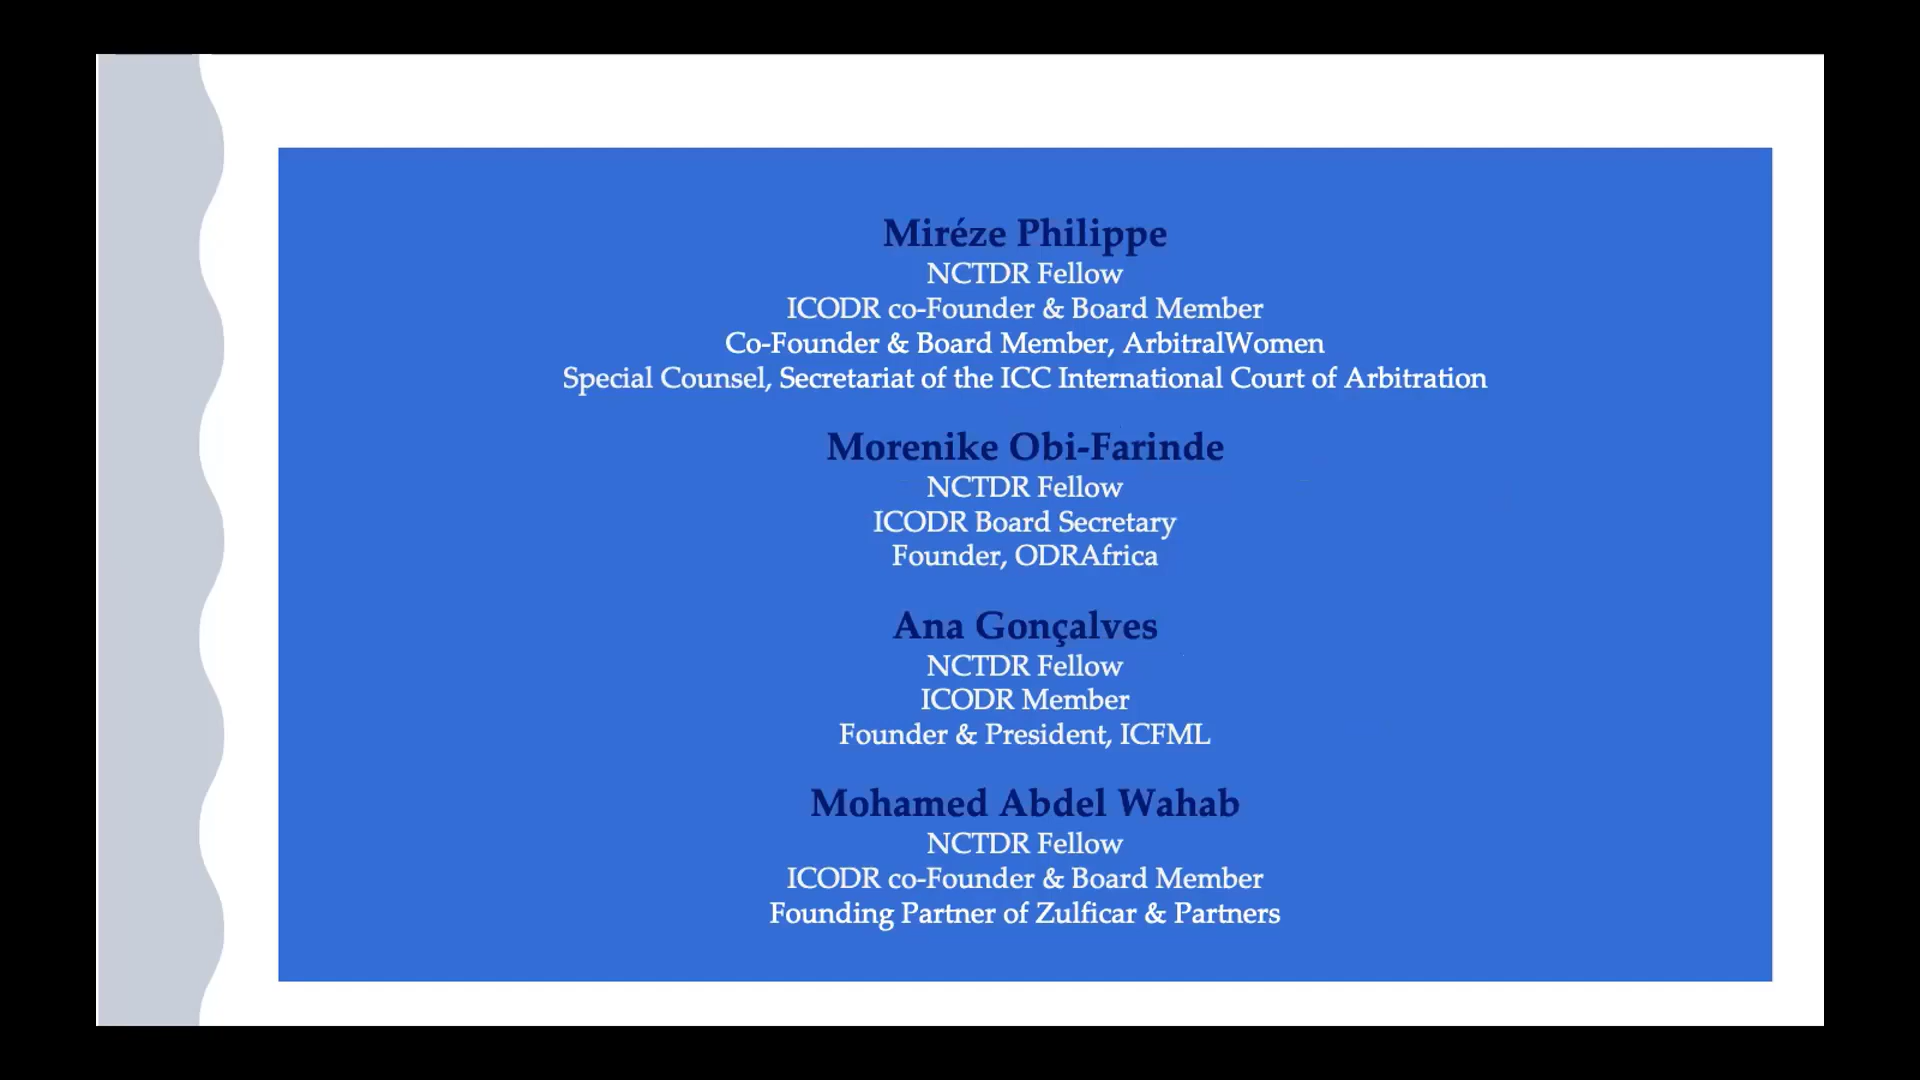 Miréze Philippe
NCTDR Fellow
ICODR co-Founder & Board Member
Co-Founder & Board Member, ArbitralWomen
Special Counsel, Secretariat of the ICC International Court of Arbitration
Morenike Obi-Farinde
NCTDR Fellow
ICODR Board Secretary
Founder, ODRAfrica
Ana Gonçalves
NCTDR Fellow
ICODR Member
Founder & President, ICFML
Mohamed Abdel Wahab
NCTDR Fellow
ICODR co-Founder & Board Member
Founding Partner of Zulficar & Partners